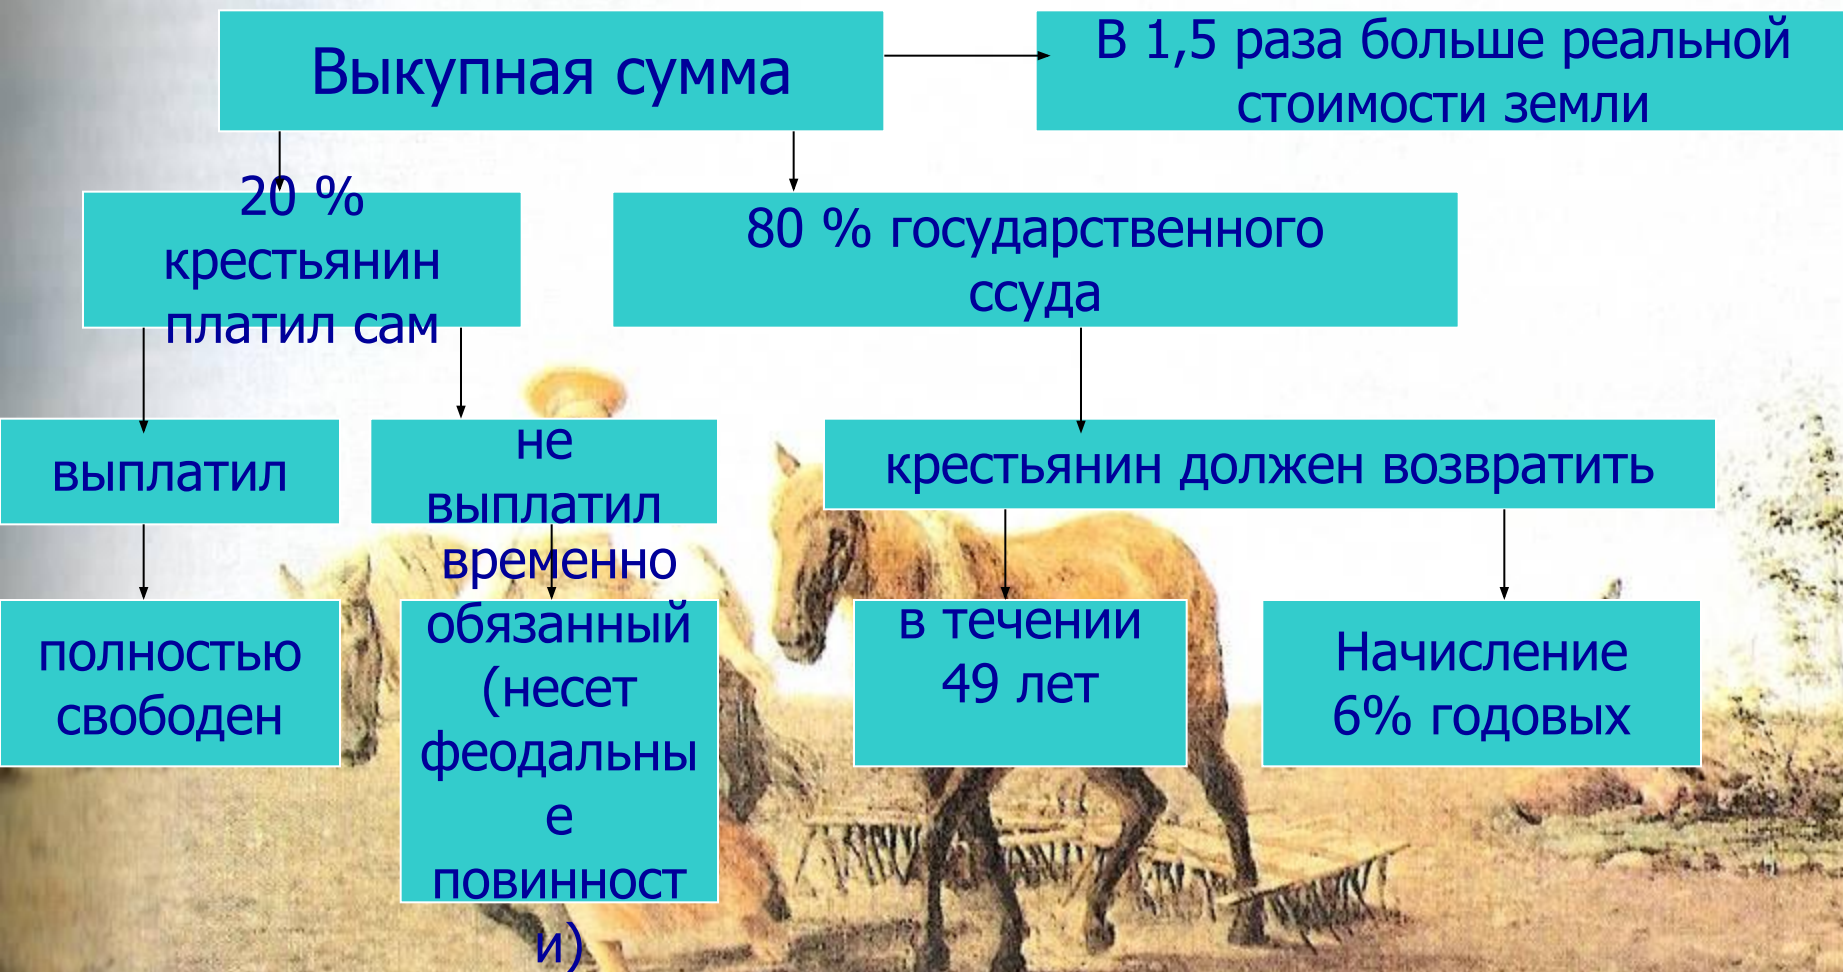 Выкупная сумма
В 1,5 раза больше реальной
стоимости земли
20 %
крестьянин
платил сам
80 % государственного
ссуда
выплатил
не
выплатил
крестьянин должен возвратить
полностью
свободен
временно
обязанный
(несет
феодальны
е
повинност
и)
в течении
49 лет
Начисление
6% годовых